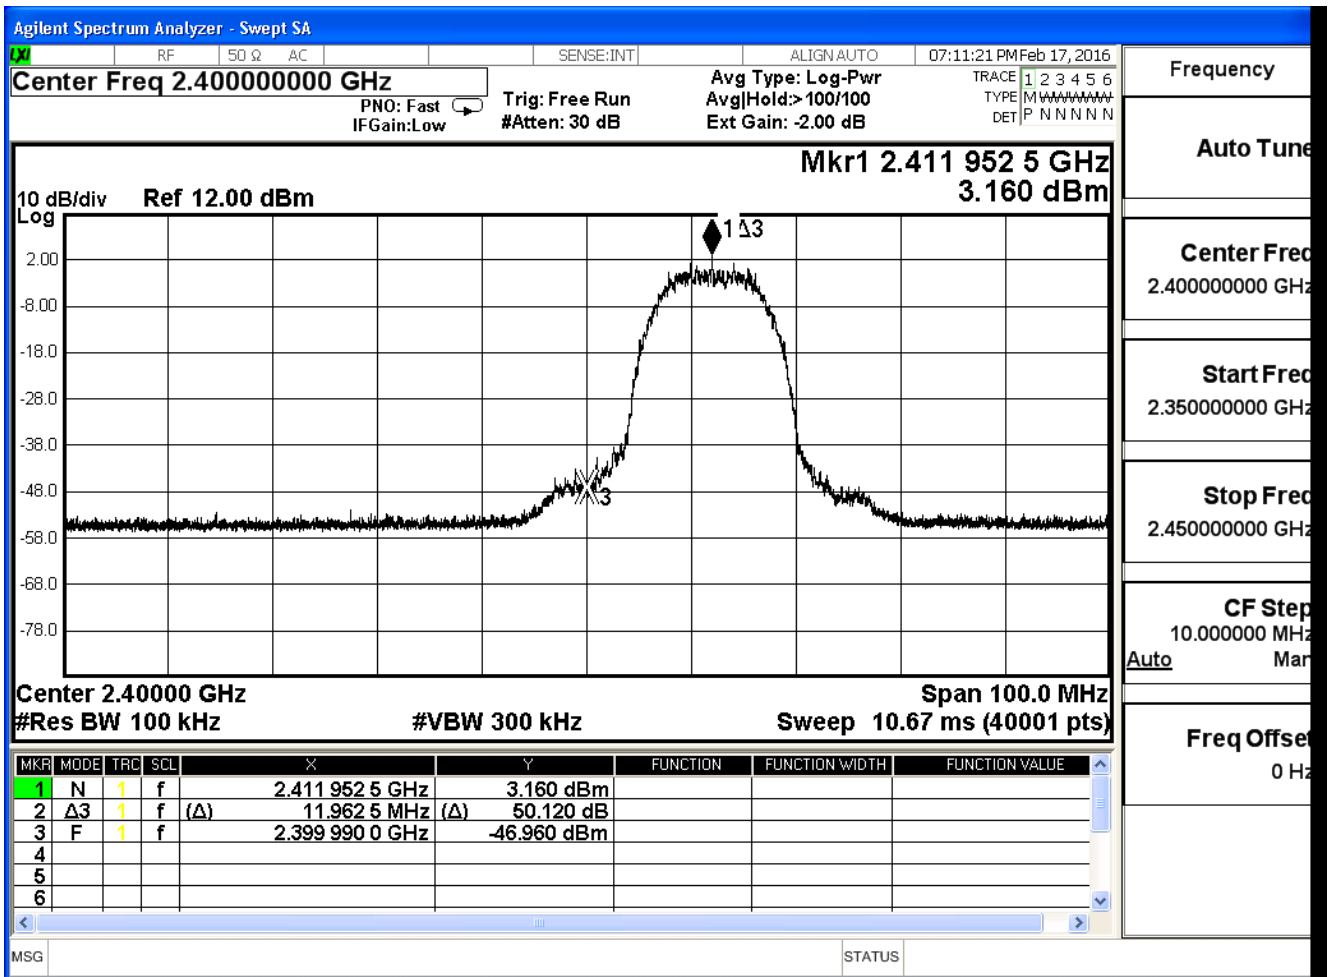 Agilent Spectrum Analyzer - Swept SA
LXI RF 50 Ω AC SENSE:INT ALIGN AUTO 07:11:21 PM Feb 17, 2016
Center Freq 2.400000000 GHz
PNO: Fast
IFGain:Low
Trig: Free Run
#Atten: 30 dB
Avg Type: Log-Pwr
Avg|Hold:> 100/100
Ext Gain: -2.00 dB
TRACE 1 2 3 4 5 6
TYPE M WWWWW
DET P N N N N N
Mkr1 2.411 952 5 GHz
3.160 dBm
10 dB/div Ref 12.00 dBm
Log
1Δ3
2.00
-8.00
-18.0
-28.0
-38.0
-48.0
3
-58.0
-68.0
-78.0
Center 2.40000 GHz Span 100.0 MHz
#Res BW 100 kHz #VBW 300 kHz Sweep 10.67 ms (40001 pts)
MKR MODE TRC SCL X Y FUNCTION FUNCTION WIDTH FUNCTION VALUE
1 N 1 f 2.411 952 5 GHz 3.160 dBm
2 Δ3 1 f (Δ) 11.962 5 MHz (Δ) 50.120 dB
3 F 1 f 2.399 990 0 GHz -46.960 dBm
4
5
6
MSG STATUS
Frequency
Auto Tune
Center Freq
2.400000000 GHz
Start Freq
2.350000000 GHz
Stop Freq
2.450000000 GHz
CF Step
10.000000 MHz
Auto Man
Freq Offset
0 Hz